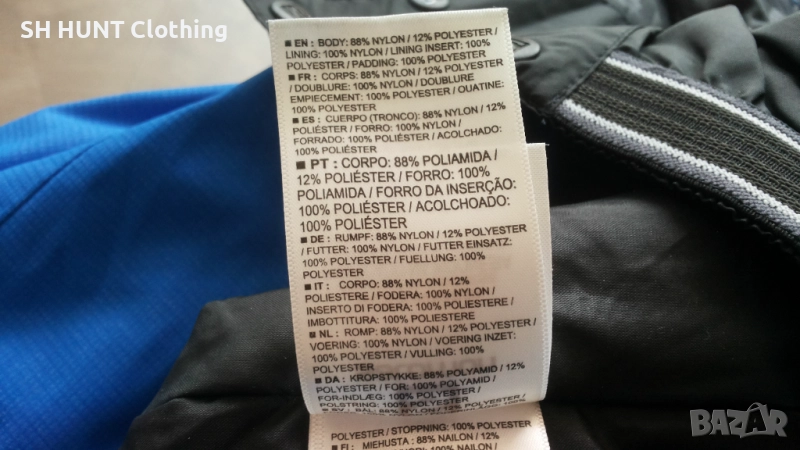 SH HUNT Clothing
■ EN: BODY: 88% NYLON / 12% POLYESTER /
LINING: 100% NYLON / LINING INSERT: 100%
POLYESTER / PADDING: 100% POLYESTER
■ FR: CORPS: 88% NYLON / 12% POLYESTER
/ DOUBLURE: 100% NYLON / DOUBLURE
EMPIECEMENT: 100% POLYESTER / OUATINE:
100% POLYESTER
■ ES: CUERPO (TRONCO): 88% NYLON / 12%
POLIÉSTER / FORRO: 100% NYLON /
FORRADO: 100% POLIÉSTER / ACOLCHADO:
100% POLIÉSTER
■ PT: CORPO: 88% POLIAMIDA /
12% POLIÉSTER / FORRO: 100%
POLIAMIDA / FORRO DA INSERÇÃO:
100% POLIÉSTER / ACOLCHOADO:
100% POLIÉSTER
■ DE: RUMPF: 88% NYLON / 12% POLYESTER
/ FUTTER: 100% NYLON / FUTTER EINSATZ:
100% POLYESTER / FUELLUNG: 100%
POLYESTER
■ IT: CORPO: 88% NYLON / 12%
POLIESTERE / FODERA: 100% NYLON /
INSERTO DI FODERA: 100% POLIESTERE /
IMBOTTITURA: 100% POLIESTERE
■ NL: ROMP: 88% NYLON / 12% POLYESTER
/ VOERING: 100% NYLON / VOERING INZET:
100% POLYESTER / VULLING: 100%
POLYESTER
■ DA: KROPSTYKKE: 88% POLYAMID / 12%
POLYESTER / FOR: 100% POLYAMID /
FOR-INDLÆG: 100% POLYESTER /
POLSTRING: 100% POLYESTER
■ SV: BÅL: 88% NYLON / 12% POLYESTER
POLYESTER / STOPPNING: 100% POLYESTER
■ FI: MIEHUSTA: 88% NAILON / 12%
BAZAR